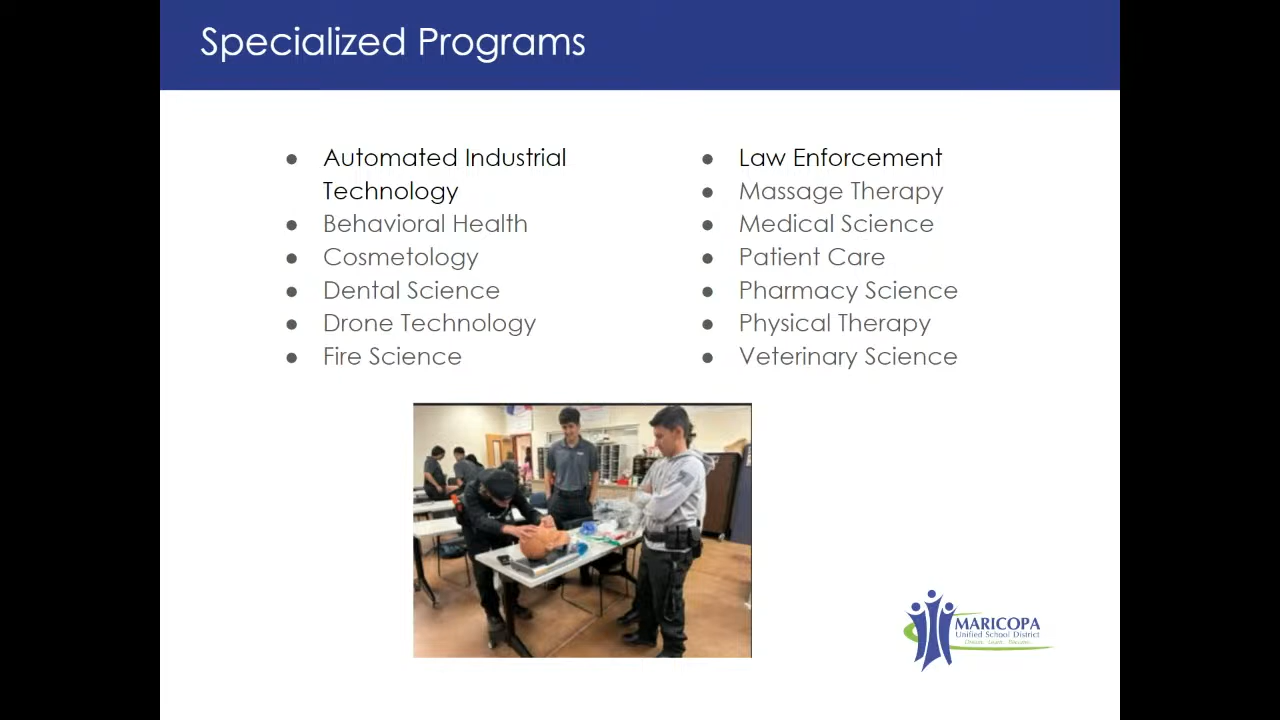 Specialized Programs
● Automated Industrial
Technology
● Behavioral Health
● Cosmetology
● Dental Science
● Drone Technology
● Fire Science
● Law Enforcement
● Massage Therapy
● Medical Science
● Patient Care
● Pharmacy Science
● Physical Therapy
● Veterinary Science
MARICOPA
Unified School District